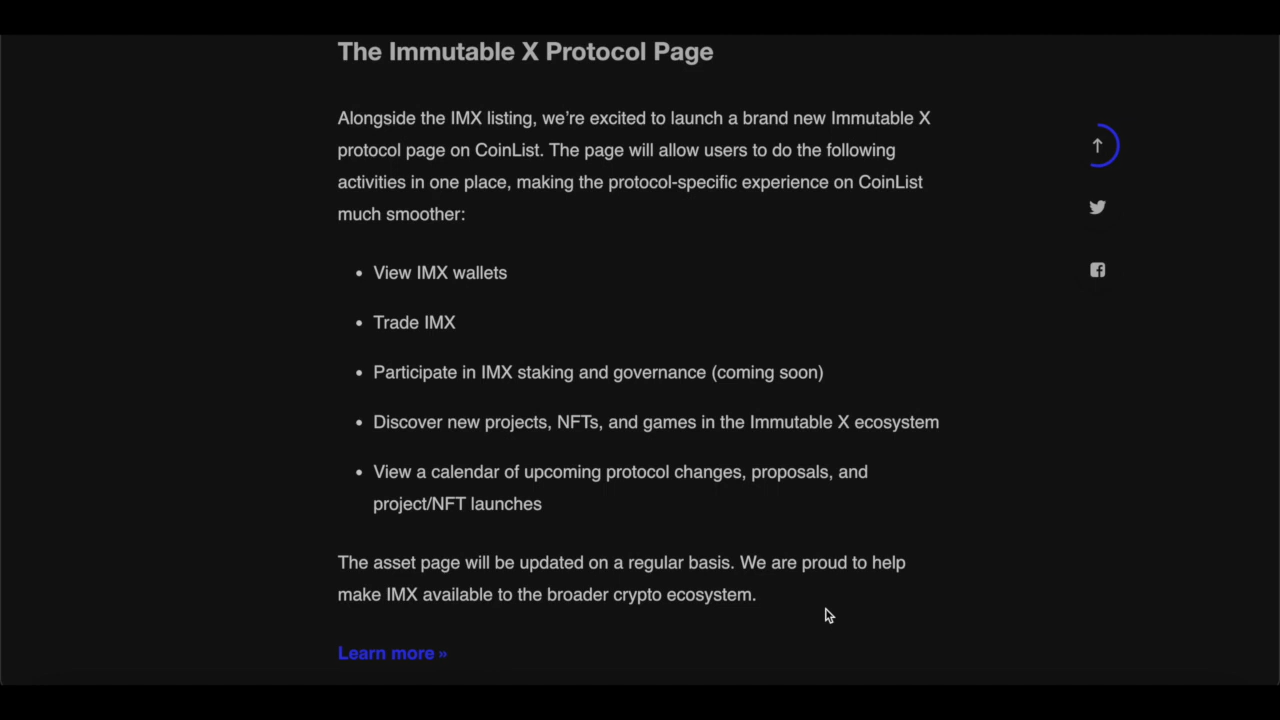 The Immutable X Protocol Page
Alongside the IMX listing, we’re excited to launch a brand new Immutable X
protocol page on CoinList. The page will allow users to do the following
activities in one place, making the protocol-specific experience on CoinList
much smoother:
• View IMX wallets
• Trade IMX
• Participate in IMX staking and governance (coming soon)
• Discover new projects, NFTs, and games in the Immutable X ecosystem
• View a calendar of upcoming protocol changes, proposals, and
project/NFT launches
The asset page will be updated on a regular basis. We are proud to help
make IMX available to the broader crypto ecosystem.
Learn more »